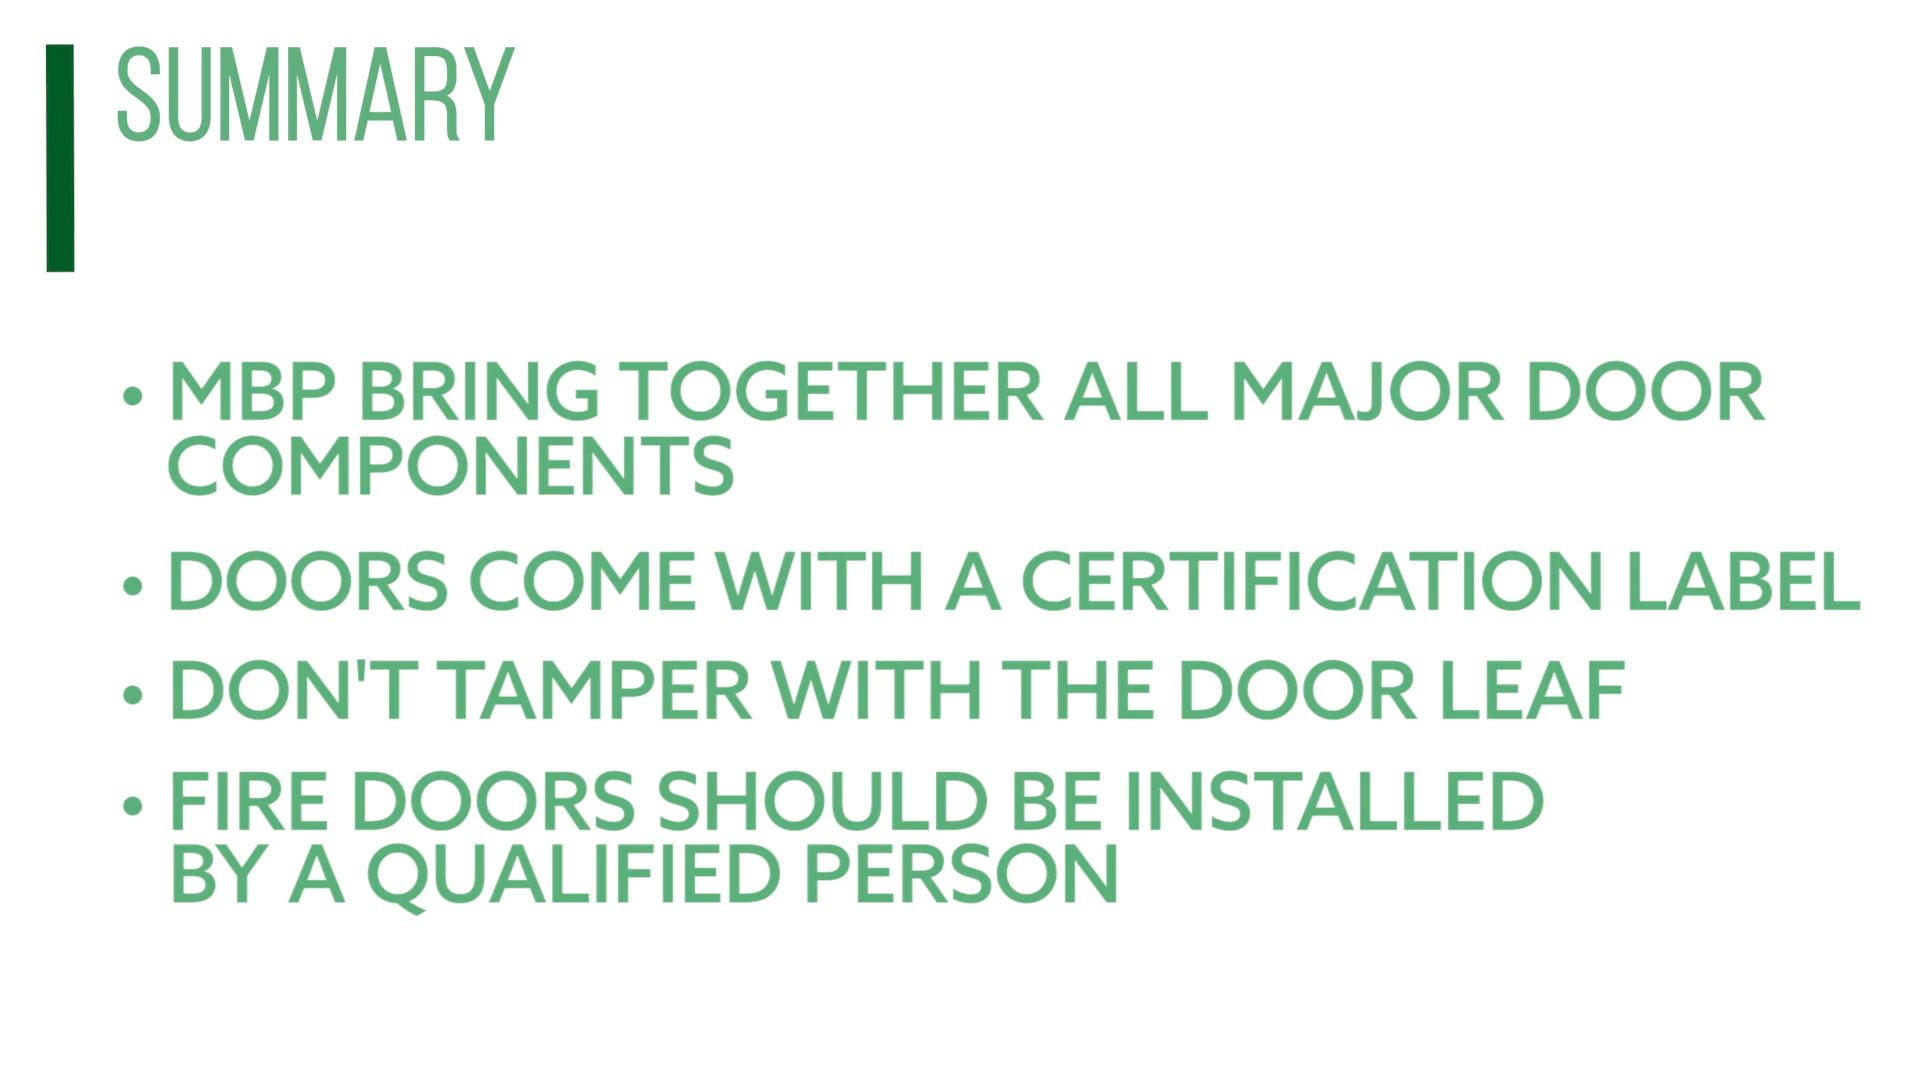 SUMMARY
• MBP BRING TOGETHER ALL MAJOR DOOR
COMPONENTS
• DOORS COME WITH A CERTIFICATION LABEL
• DON'T TAMPER WITH THE DOOR LEAF
• FIRE DOORS SHOULD BE INSTALLED
BY A QUALIFIED PERSON